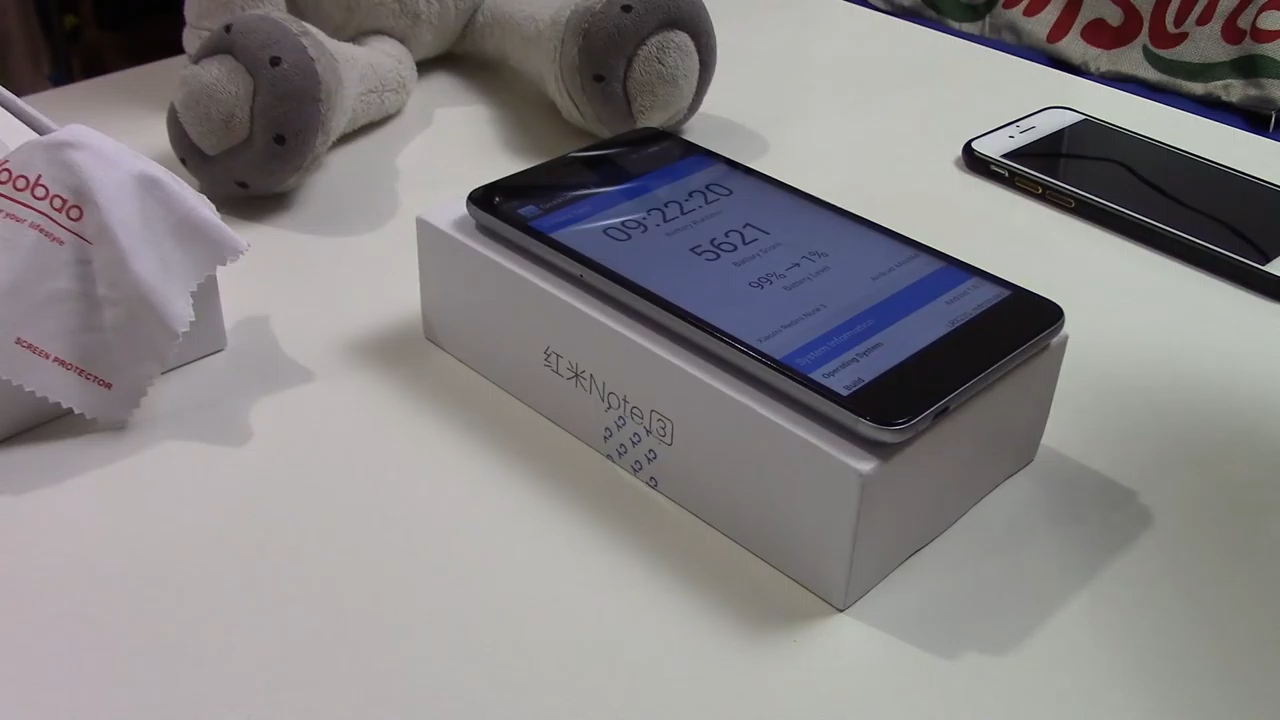 oobao
your lifestyle
SCREEN PROTECTOR
09:22:20
Battery Runtime
5621
Battery Score
99% → 1%
Battery Level
Xiaomi Redmi Note 3
System Information
Operating System
Build
红米Note 3